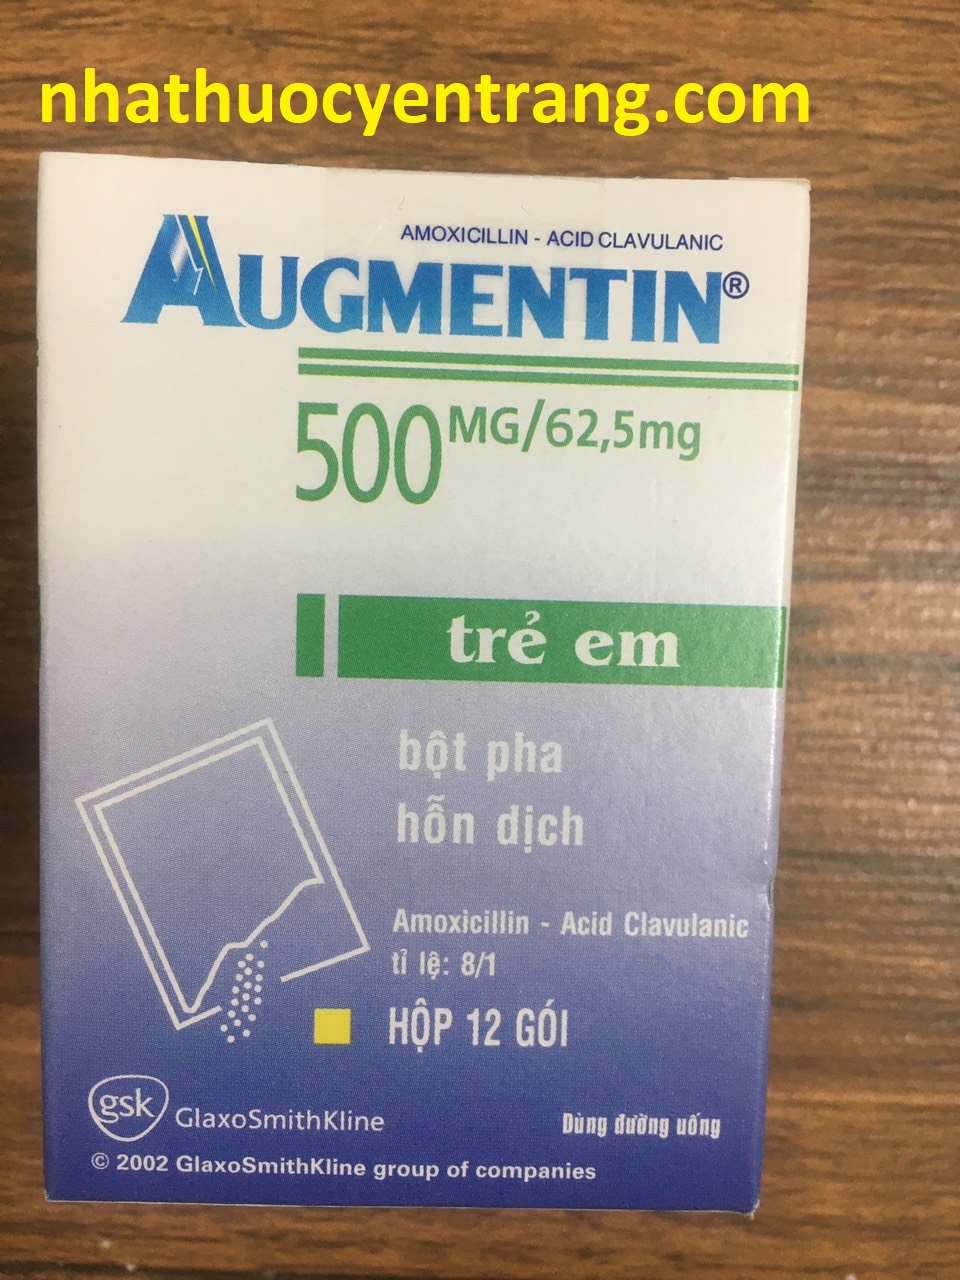 nhathuocyentrang.com
AMOXICILLIN - ACID CLAVULANIC
AUGMENTIN®
500MG/62,5mg
trẻ em
bột pha
hỗn dịch
Amoxicillin - Acid Clavulanic
tỉ lệ: 8/1
HỘP 12 GÓI
gsk GlaxoSmithKline
Dùng đường uống
© 2002 GlaxoSmithKline group of companies